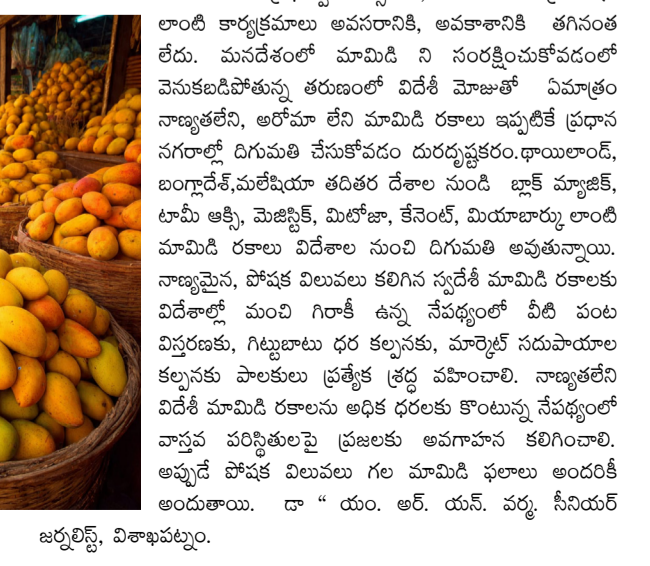 లాంటి కార్యక్రమాలు అవసరానికి, అవకాశానికి తగినంత
లేదు. మనదేశంలో మామిడి ని సంరక్షించుకోవడంలో
వెనుకబడిపోతున్న తరుణంలో విదేశీ మోజుతో ఏమాత్రం
నాణ్యతలేని, అరోమా లేని మామిడి రకాలు ఇప్పటికే ప్రధాన
నగరాల్లో దిగుమతి చేసుకోవడం దురదృష్టకరం.థాయిలాండ్,
బంగ్లాదేశ్,మలేషియా తదితర దేశాల నుండి బ్లాక్ మ్యాజిక్,
టామీ ఆక్సి, మెజిస్టిక్, మిటోజా, కేనెంట్, మియాబార్కు లాంటి
మామిడి రకాలు విదేశాల నుంచి దిగుమతి అవుతున్నాయి.
నాణ్యమైన, పోషక విలువలు కలిగిన స్వదేశీ మామిడి రకాలకు
విదేశాల్లో మంచి గిరాకీ ఉన్న నేపథ్యంలో వీటి పంట
విస్తరణకు, గిట్టుబాటు ధర కల్పనకు, మార్కెట్ సదుపాయాల
కల్పనకు పాలకులు ప్రత్యేక శ్రద్ధ వహించాలి. నాణ్యతలేని
విదేశీ మామిడి రకాలను అధిక ధరలకు కొంటున్న నేపథ్యంలో
వాస్తవ పరిస్థితులపై ప్రజలకు అవగాహన కలిగించాలి.
అప్పుడే పోషక విలువలు గల మామిడి ఫలాలు అందరికీ
అందుతాయి. డా “ యం. అర్. యన్. వర్మ. సీనియర్
జర్నలిస్ట్, విశాఖపట్నం.